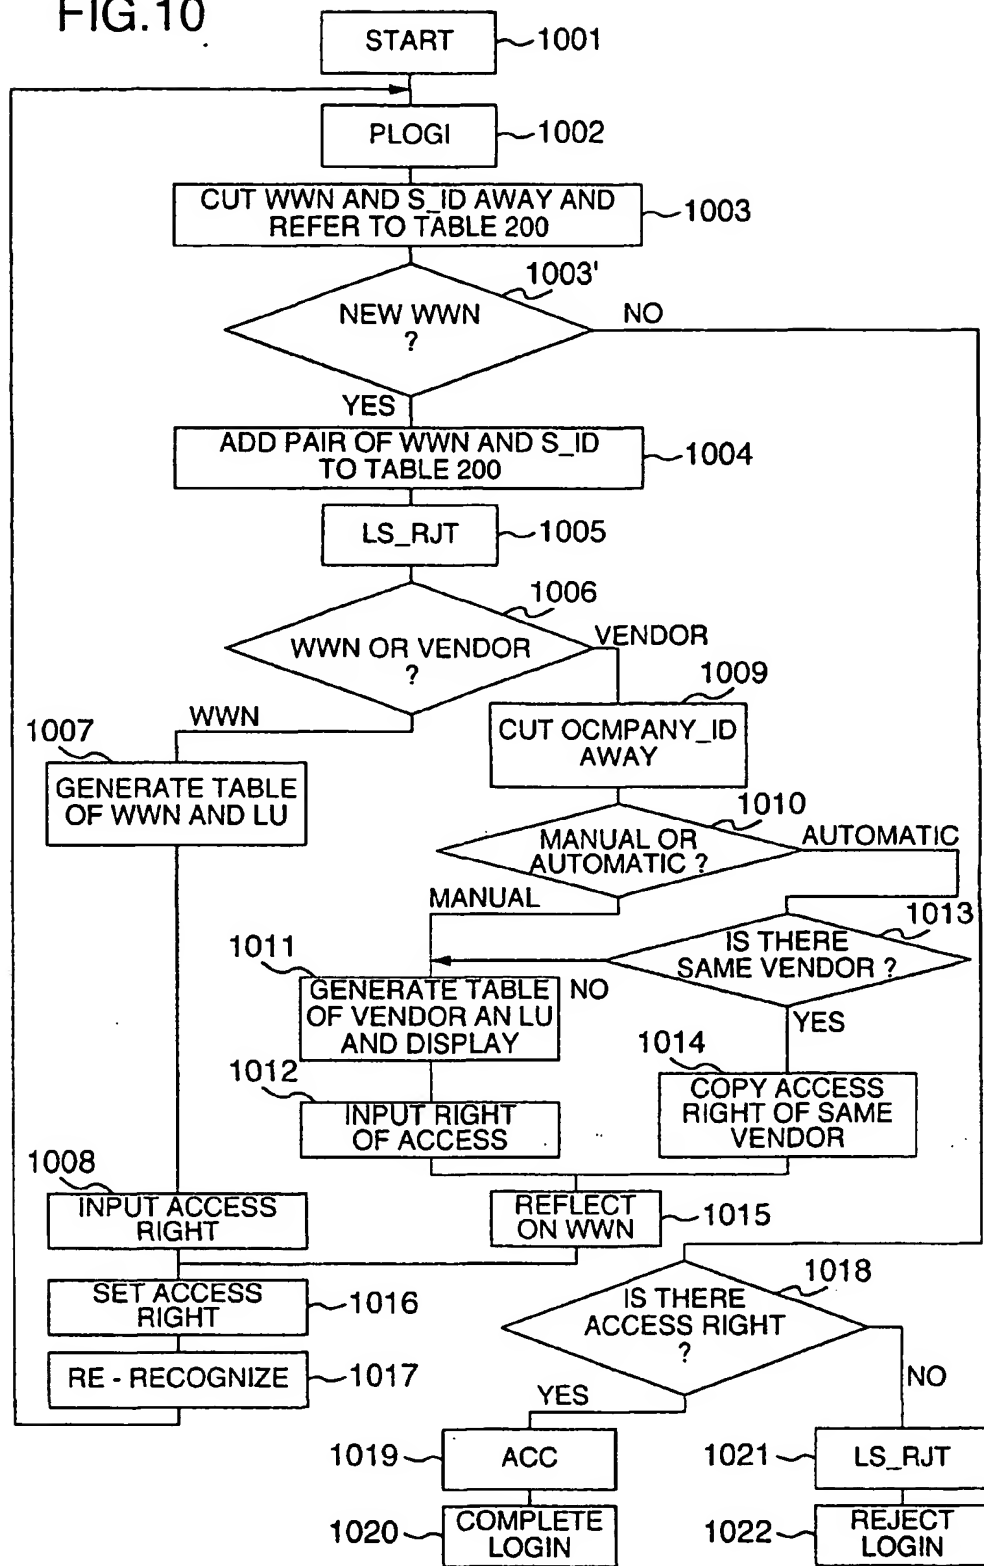 FIG.10
START
1001
PLOGI
1002
CUT WWN AND S_ID AWAY AND
REFER TO TABLE 200
1003
1003'
NEW WWN
?
NO
YES
ADD PAIR OF WWN AND S_ID
TO TABLE 200
1004
LS_RJT
1005
1006
WWN OR VENDOR
?
VENDOR
WWN
1007
GENERATE TABLE
OF WWN AND LU
1009
CUT OCMPANY_ID
AWAY
1010
MANUAL OR
AUTOMATIC ?
AUTOMATIC
MANUAL
1013
IS THERE
SAME VENDOR ?
NO
YES
1011
GENERATE TABLE
OF VENDOR AN LU
AND DISPLAY
1012
INPUT RIGHT
OF ACCESS
1014
COPY ACCESS
RIGHT OF SAME
VENDOR
1008
INPUT ACCESS
RIGHT
REFLECT
ON WWN
1015
SET ACCESS
RIGHT
1016
RE - RECOGNIZE
1017
1018
IS THERE
ACCESS RIGHT
?
YES
NO
1019
ACC
1020
COMPLETE
LOGIN
1021
LS_RJT
1022
REJECT
LOGIN